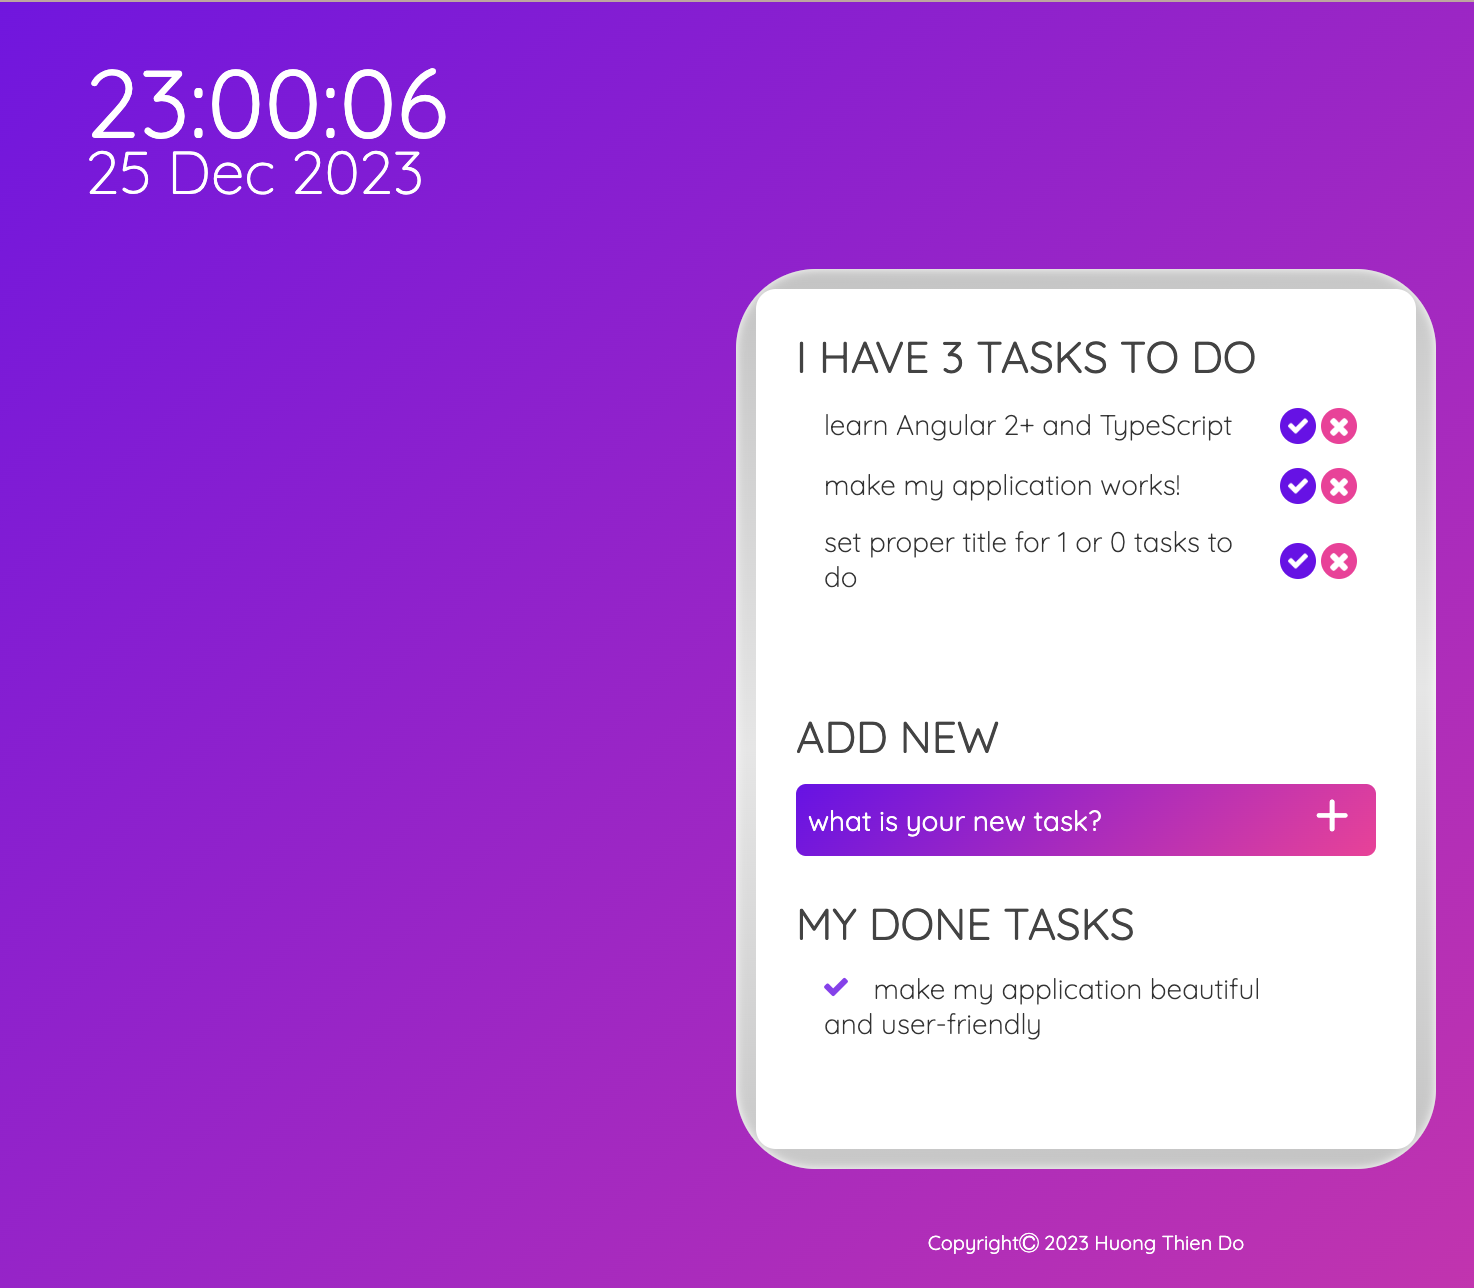 23:00:06
25 Dec 2023
I HAVE 3 TASKS TO DO
learn Angular 2+ and TypeScript
make my application works!
set proper title for 1 or 0 tasks to
do
ADD NEW
what is your new task?
MY DONE TASKS
make my application beautiful
and user-friendly
Copyright© 2023 Huong Thien Do